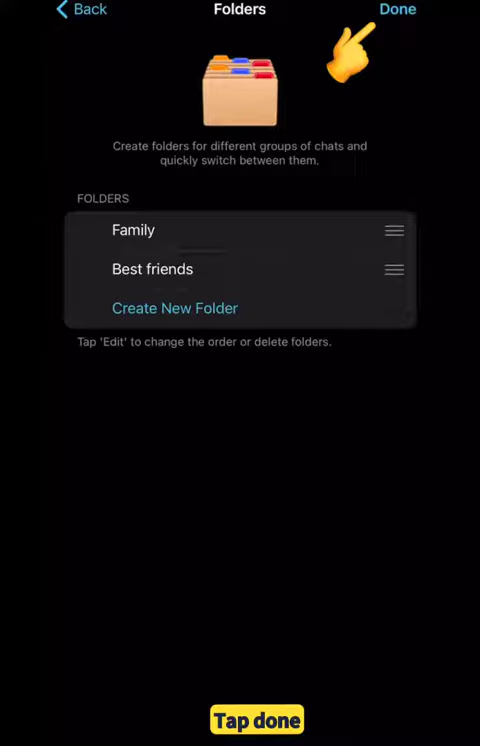 Back
Folders
Done
Create folders for different groups of chats and
quickly switch between them.
FOLDERS
Family
Best friends
Create New Folder
Tap 'Edit' to change the order or delete folders.
Tap done